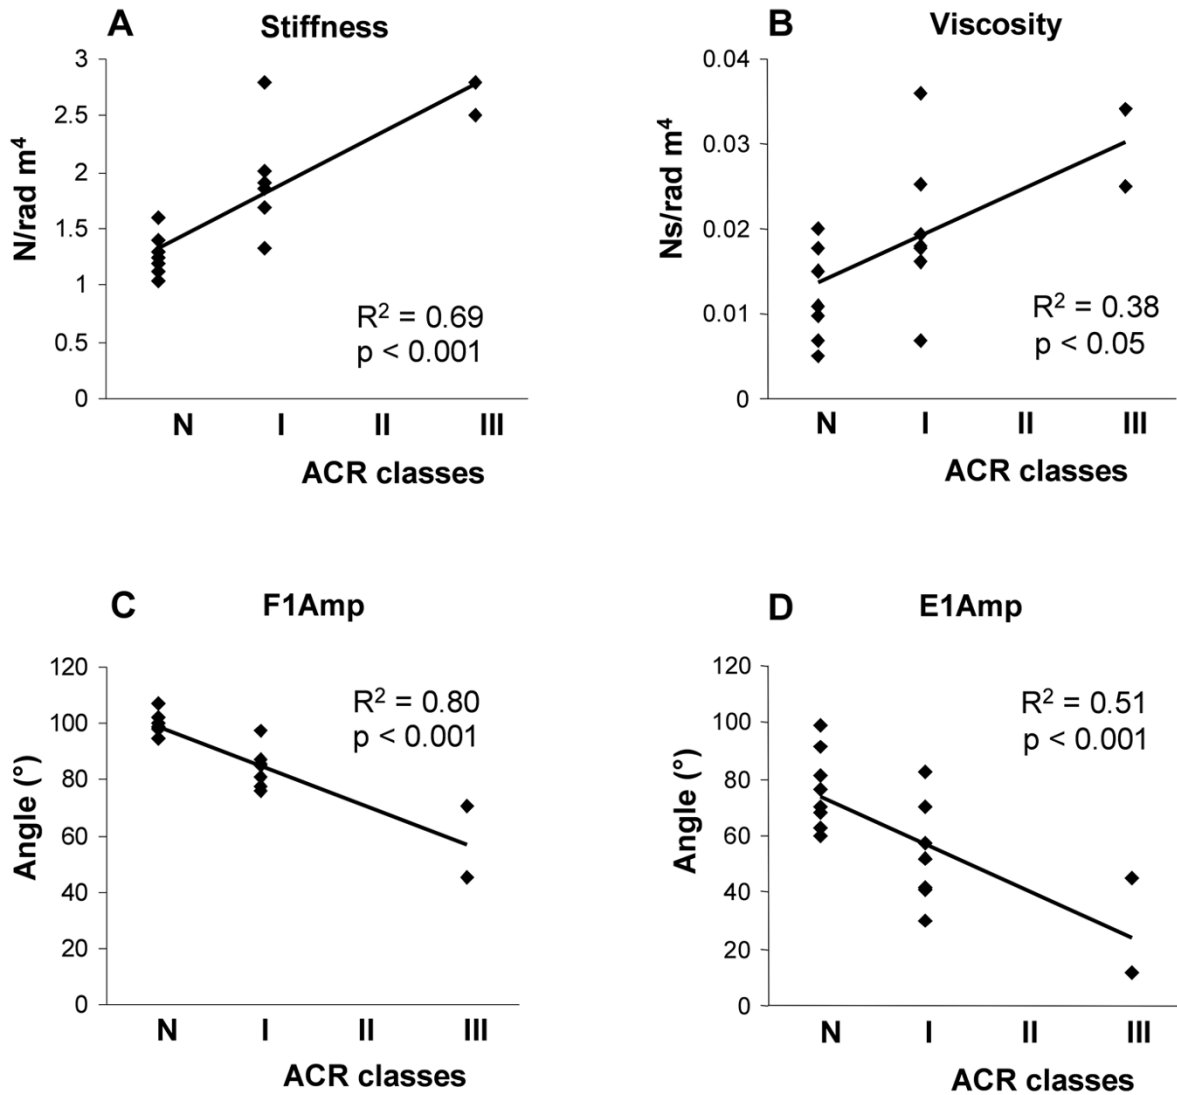 A Stiffness
N/rad m⁴
3
2.5
2
1.5
1
0.5
0
R² = 0.69
p < 0.001
N I II III
ACR classes
B Viscosity
Ns/rad m⁴
0.04
0.03
0.02
0.01
0
R² = 0.38
p < 0.05
N I II III
ACR classes
C F1Amp
Angle (°)
120
100
80
60
40
20
0
R² = 0.80
p < 0.001
N I II III
ACR classes
D E1Amp
Angle (°)
120
100
80
60
40
20
0
R² = 0.51
p < 0.001
N I II III
ACR classes